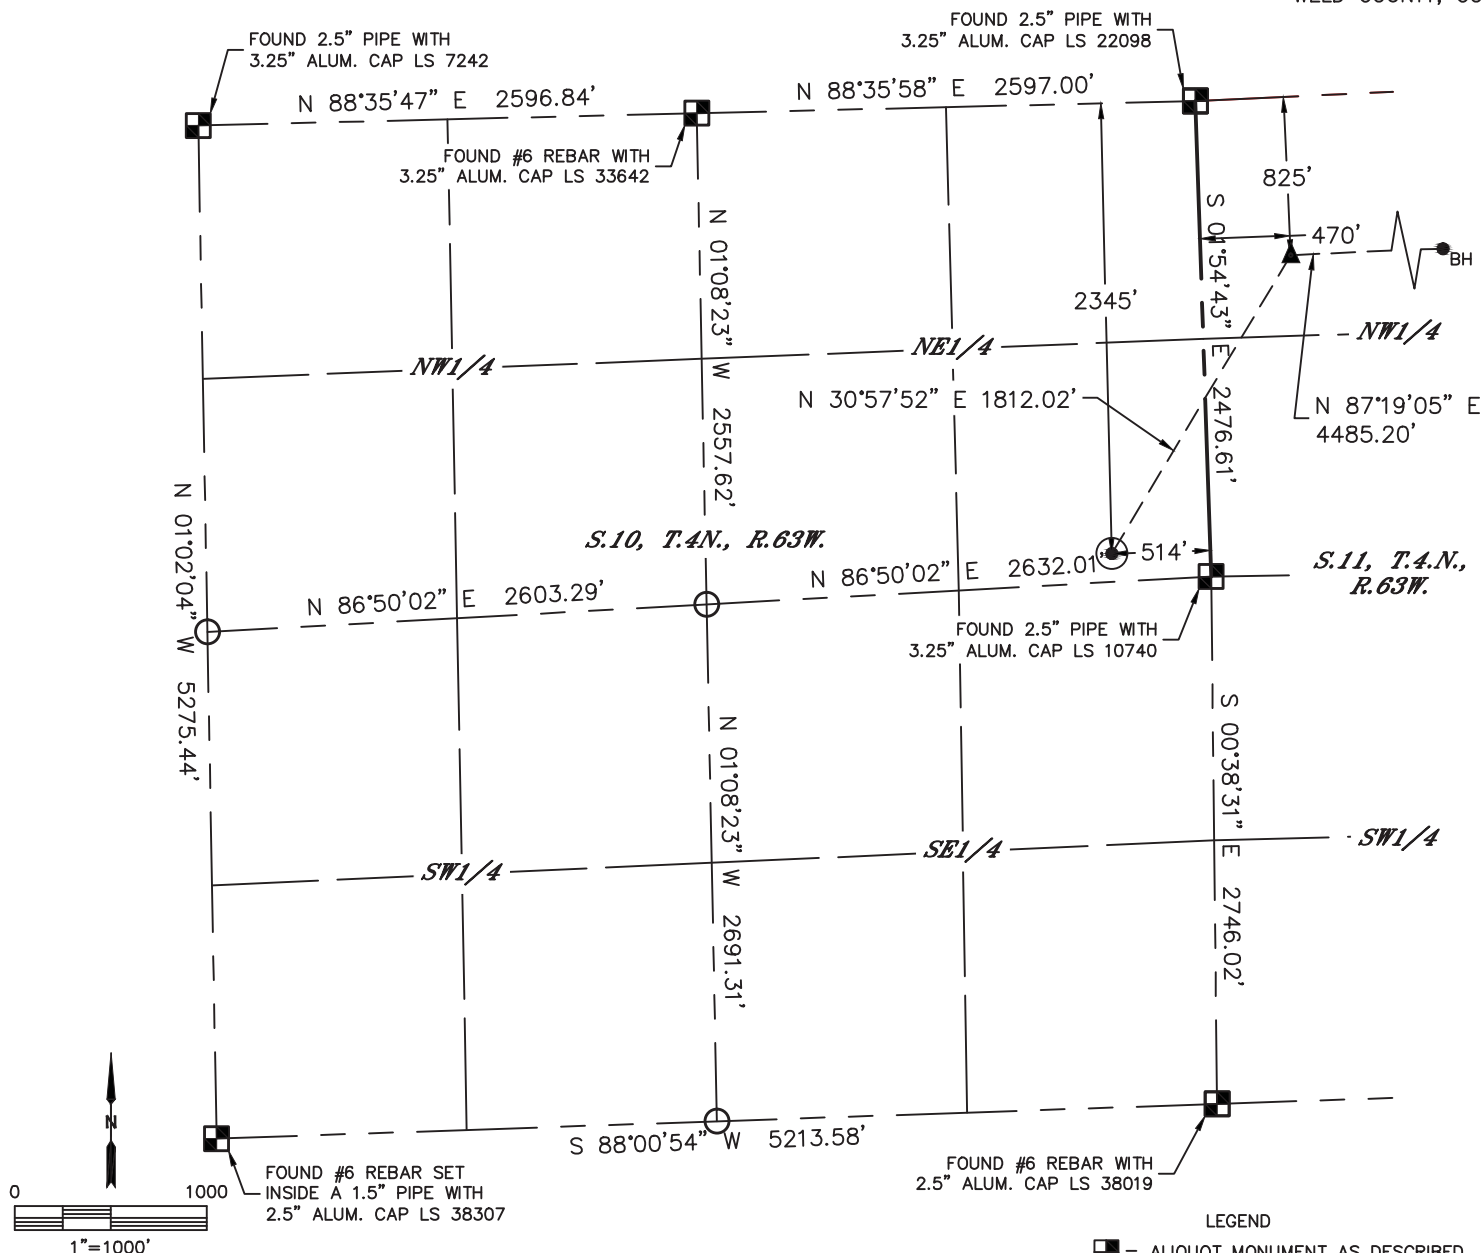 FOUND 2.5" PIPE WITH
3.25" ALUM. CAP LS 7242
FOUND 2.5" PIPE WITH
3.25" ALUM. CAP LS 22098
N 88°35'47" E 2596.84'
N 88°35'58" E 2597.00'
FOUND #6 REBAR WITH
3.25" ALUM. CAP LS 33642
825'
470'
BH
S 01°54'43" E 2476.61'
N 01°08'23" W 2557.62'
2345'
NW1/4
NE1/4
NW1/4
N 30°57'52" E 1812.02'
N 87°19'05" E
4485.20'
N 01°02'04" W 5275.44'
S.10, T.4N., R.63W.
514'
S.11, T.4.N.,
R.63W.
N 86°50'02" E 2603.29'
N 86°50'02" E 2632.01'
FOUND 2.5" PIPE WITH
3.25" ALUM. CAP LS 10740
N 01°08'23" W 2691.31'
S 00°38'31" E 2746.02'
SW1/4
SE1/4
SW1/4
N
S 88°00'54" W 5213.58'
FOUND #6 REBAR SET
INSIDE A 1.5" PIPE WITH
2.5" ALUM. CAP LS 38307
FOUND #6 REBAR WITH
2.5" ALUM. CAP LS 38019
0 1000
1"=1000'
LEGEND
= ALIQUOT MONUMENT AS DESCRIBED